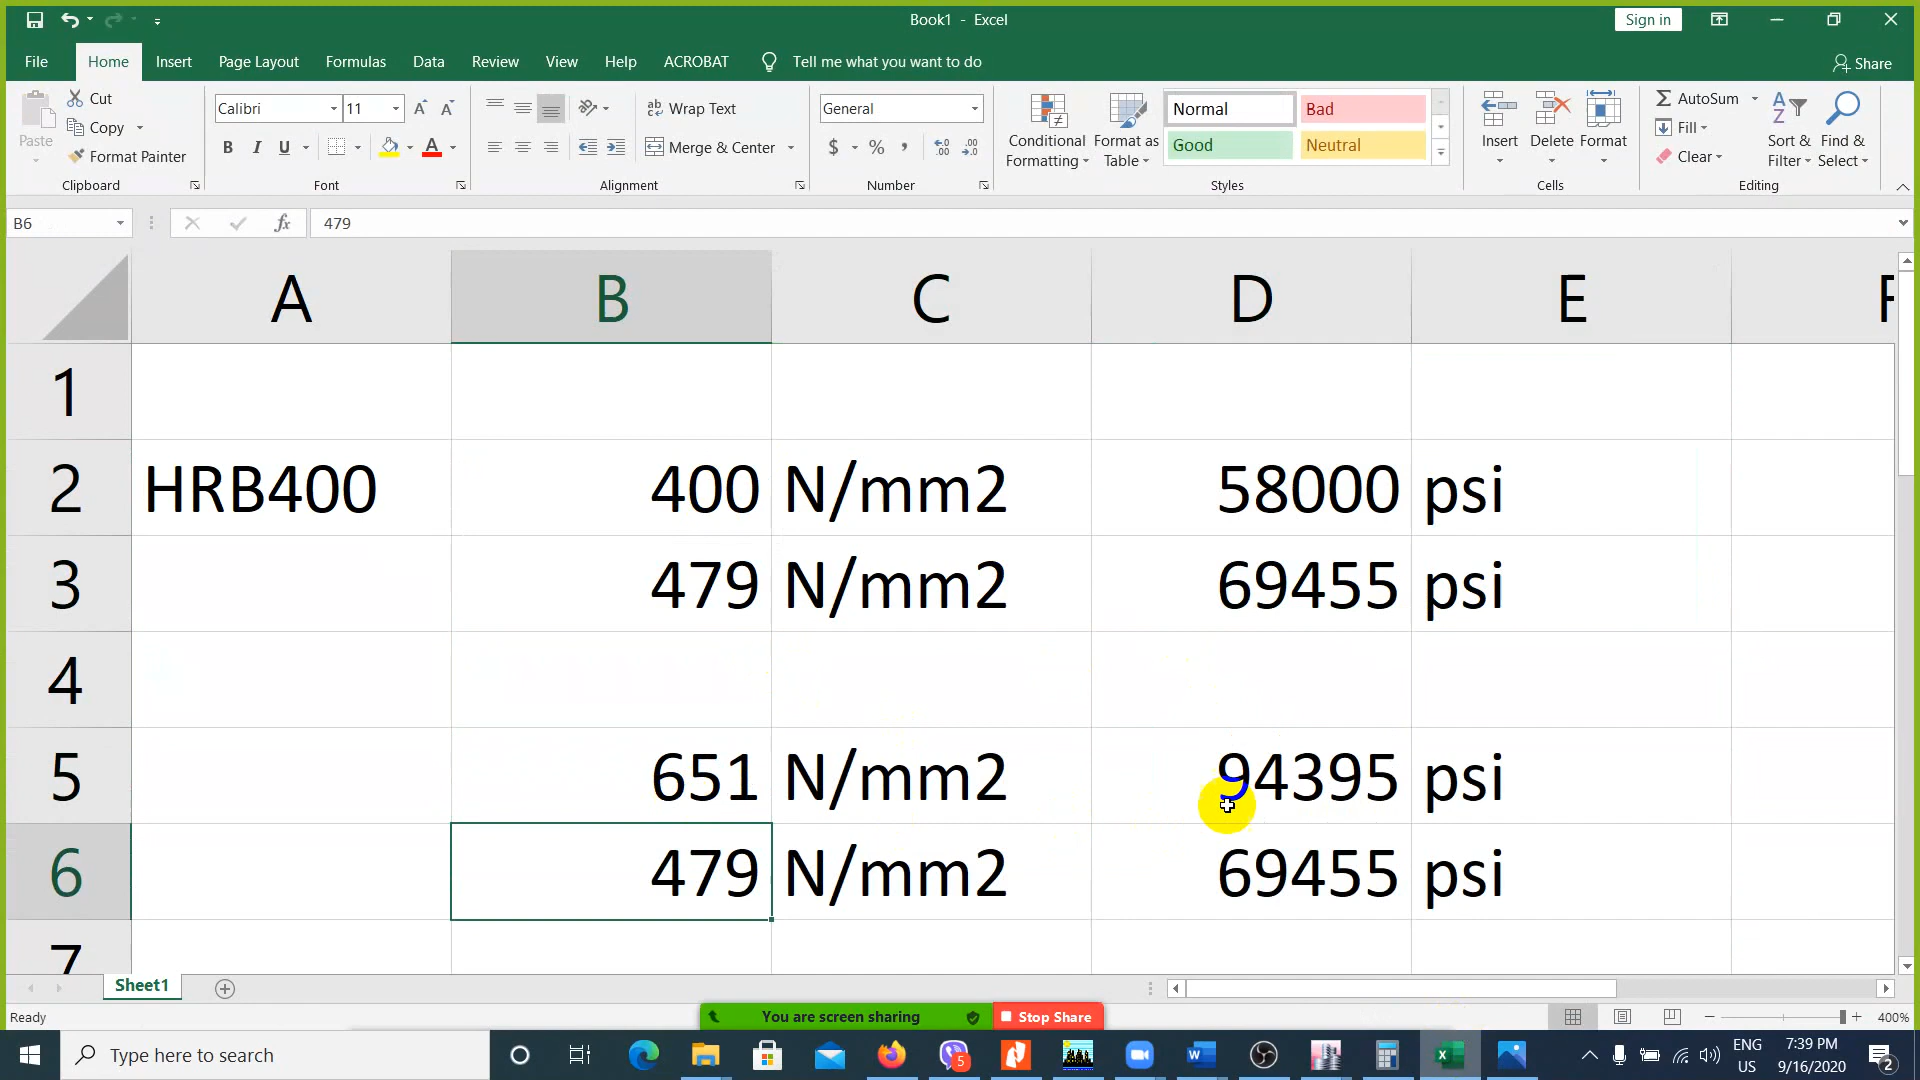 Book1 - Excel
Sign in
File Home Insert Page Layout Formulas Data Review View Help ACROBAT Tell me what you want to do Share
Paste
Cut
Copy
Format Painter
Clipboard
Calibri 11
B I U A
Font
Wrap Text
Merge & Center
Alignment
General
$ % ,
Number
Conditional Formatting
Format as Table
Normal Bad
Good Neutral
Styles
Insert Delete Format
Cells
AutoSum
Fill
Clear
Sort & Filter
Find & Select
Editing
B6 fx 479
A B C D E F
1
2 HRB400 400 N/mm2 58000 psi
3 479 N/mm2 69455 psi
4
5 651 N/mm2 94395 psi
6 479 N/mm2 69455 psi
7
Sheet1
Ready
You are screen sharing Stop Share
400%
Type here to search
5
ENG
US
7:39 PM
9/16/2020
2